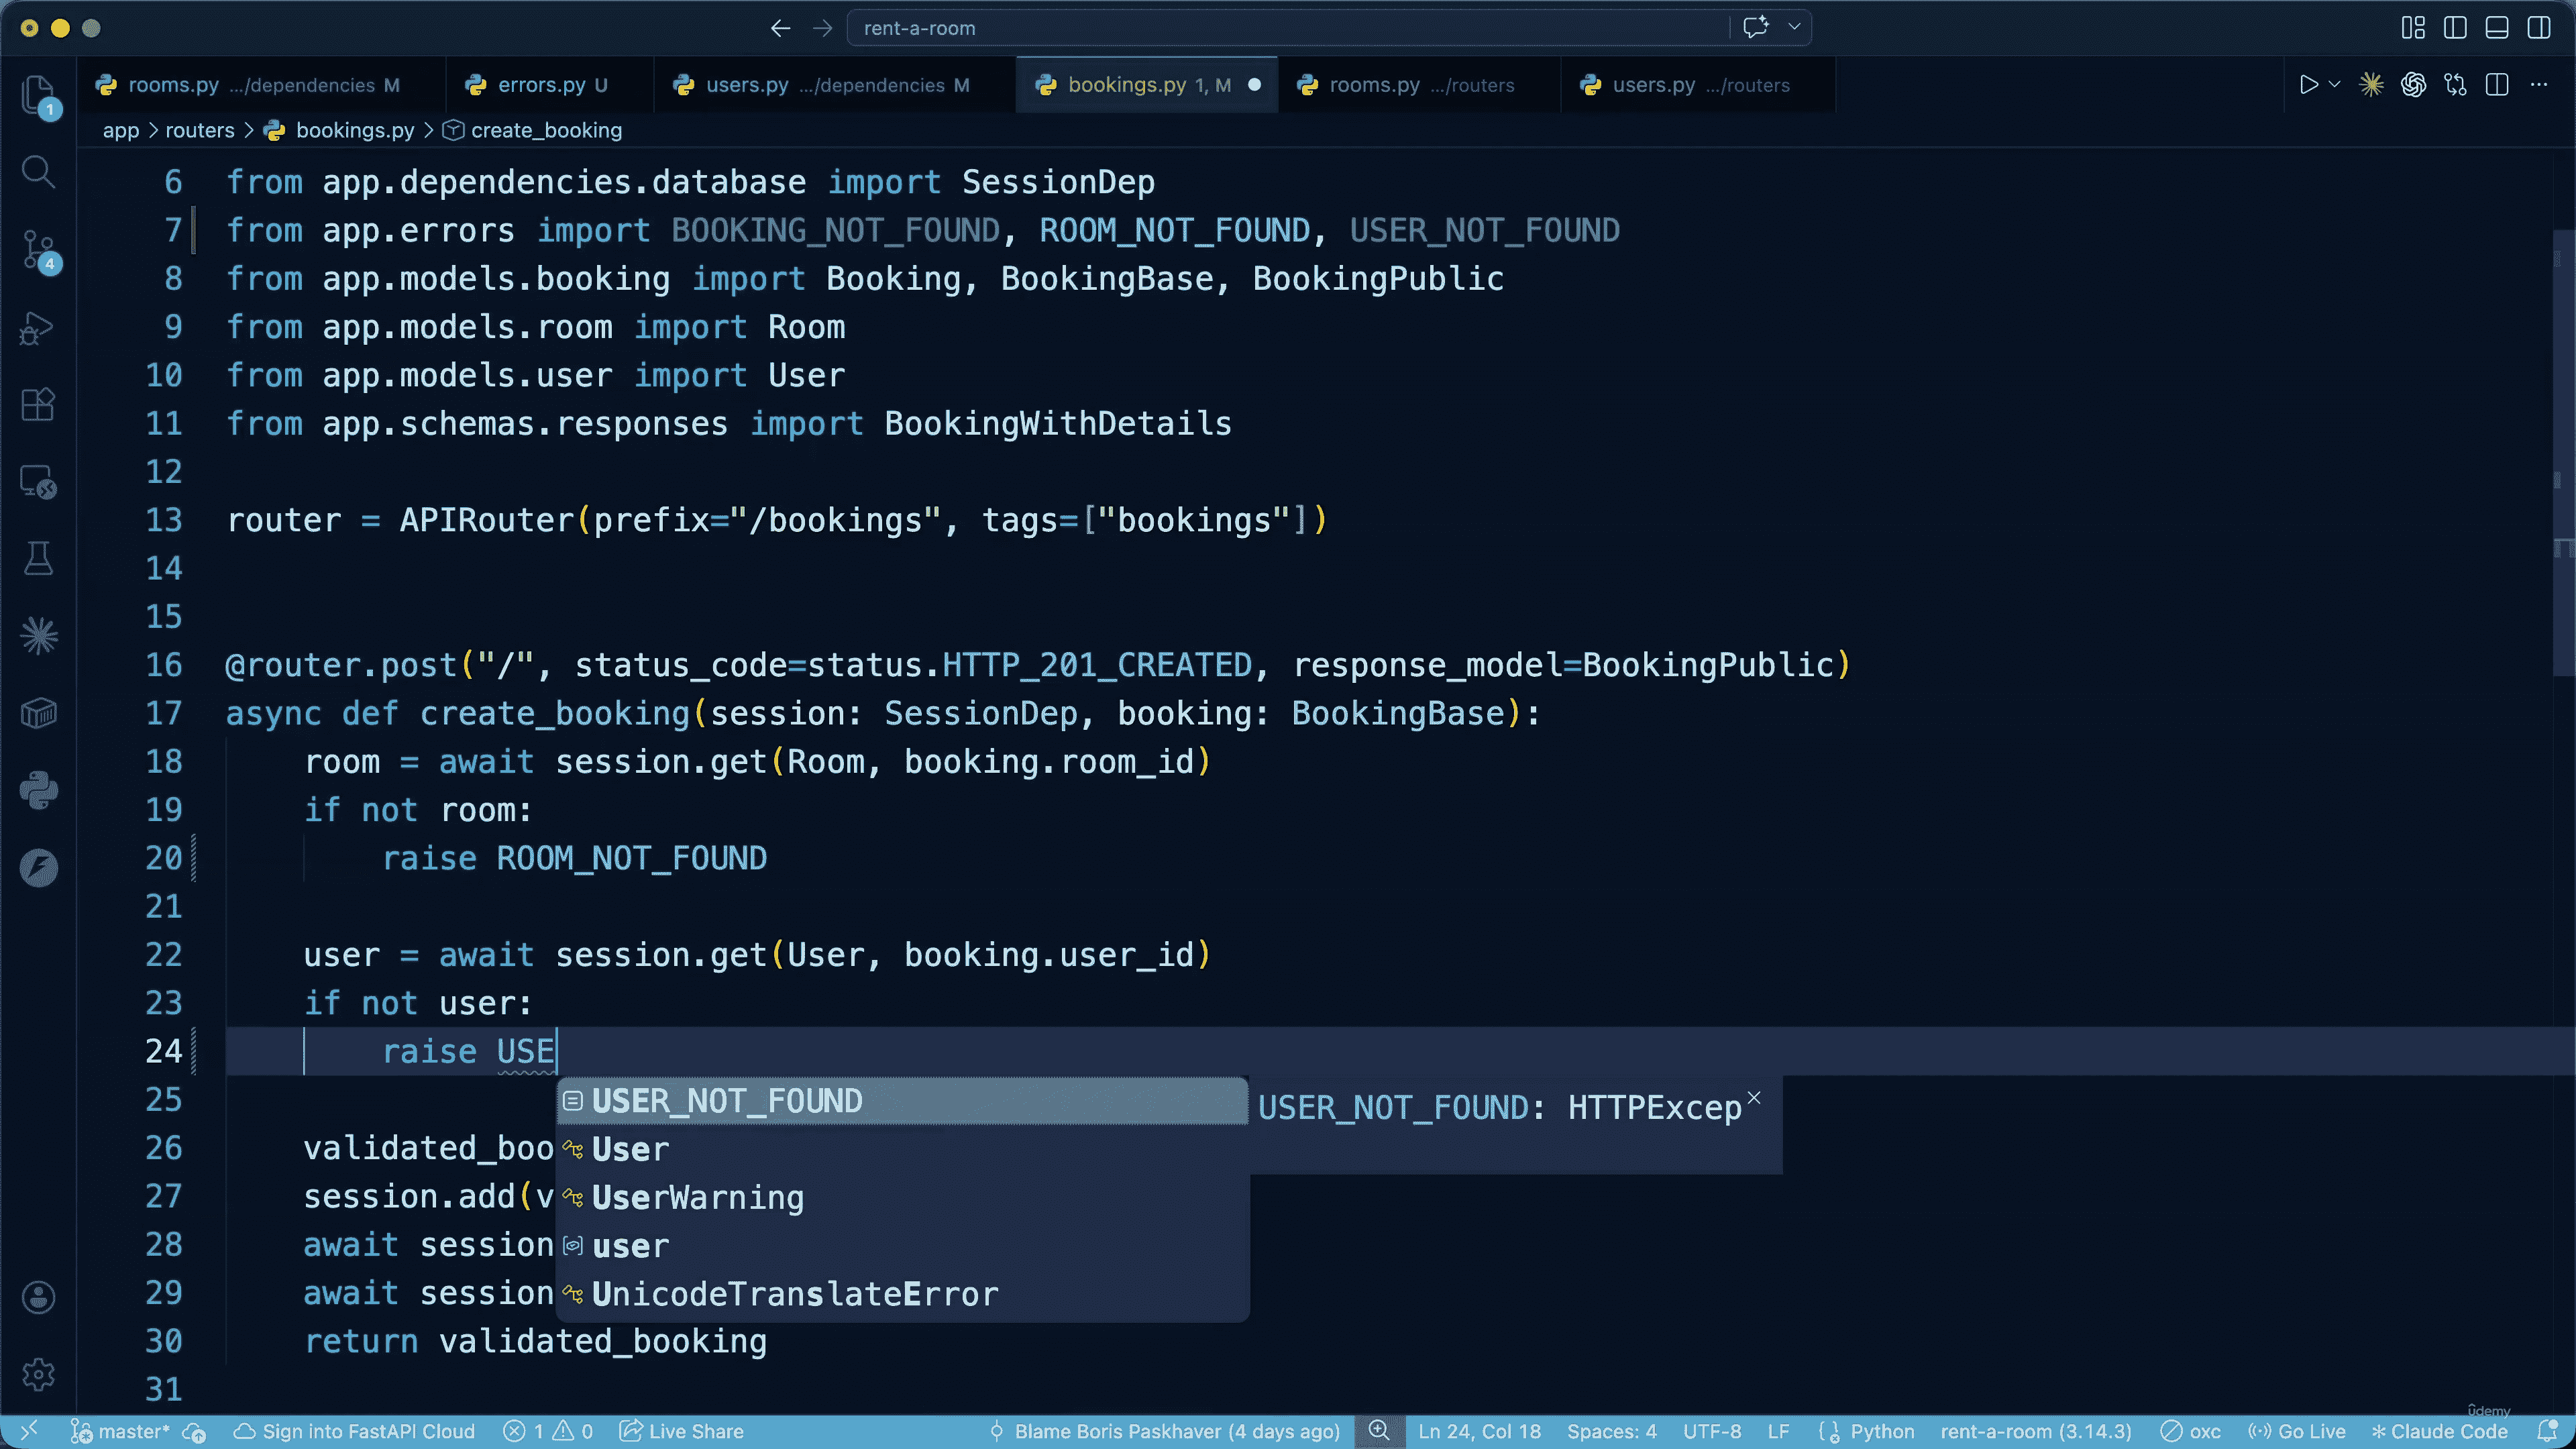 rent-a-room
rooms.py .../dependencies M
errors.py U
users.py .../dependencies M
bookings.py 1, M
rooms.py .../routers
users.py .../routers
1
app > routers > bookings.py > create_booking
4
6 from app.dependencies.database import SessionDep
7 from app.errors import BOOKING_NOT_FOUND, ROOM_NOT_FOUND, USER_NOT_FOUND
8 from app.models.booking import Booking, BookingBase, BookingPublic
9 from app.models.room import Room
10 from app.models.user import User
11 from app.schemas.responses import BookingWithDetails
12
13 router = APIRouter(prefix="/bookings", tags=["bookings"])
14
15
16 @router.post("/", status_code=status.HTTP_201_CREATED, response_model=BookingPublic)
17 async def create_booking(session: SessionDep, booking: BookingBase):
18 room = await session.get(Room, booking.room_id)
19 if not room:
20 raise ROOM_NOT_FOUND
21
22 user = await session.get(User, booking.user_id)
23 if not user:
24 raise USE
25
USER_NOT_FOUND
USER_NOT_FOUND: HTTPExcep
26 validated_boo
User
27 session.add(v
UserWarning
28 await session
user
29 await session
UnicodeTranslateError
30 return validated_booking
31
udemy
master* Sign into FastAPI Cloud 1 0 Live Share Blame Boris Paskhaver (4 days ago) Ln 24, Col 18 Spaces: 4 UTF-8 LF Python rent-a-room (3.14.3) oxc Go Live Claude Code